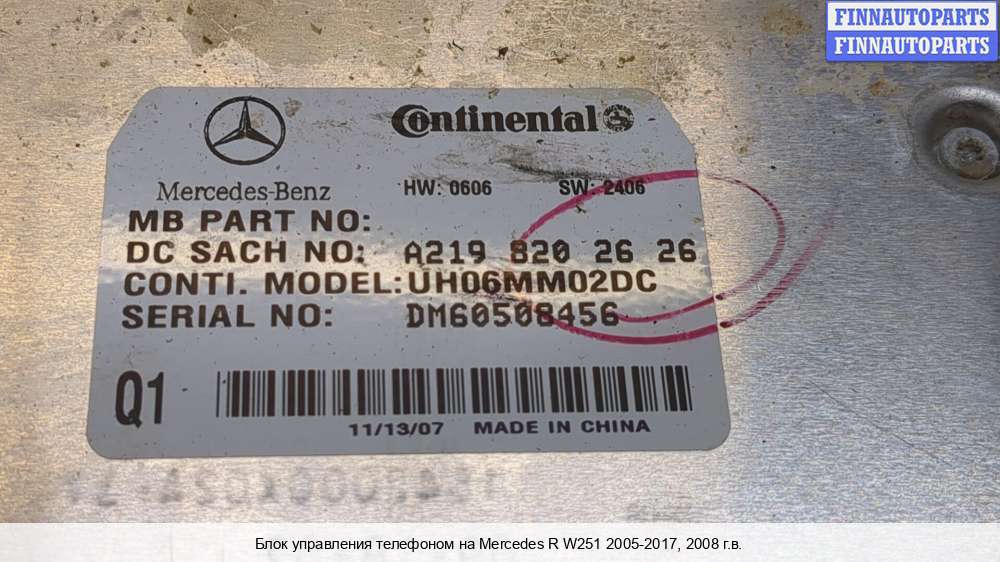 FINNAUTOPARTS
FINNAUTOPARTS
Continental
Mercedes-Benz
HW: 0606 SW: 2406
MB PART NO:
DC SACH NO: A219 820 26 26
CONTI. MODEL: UH06MM02DC
SERIAL NO: DM60508456
Q1
11/13/07 MADE IN CHINA
Блок управления телефоном на Mercedes R W251 2005-2017, 2008 г.в.